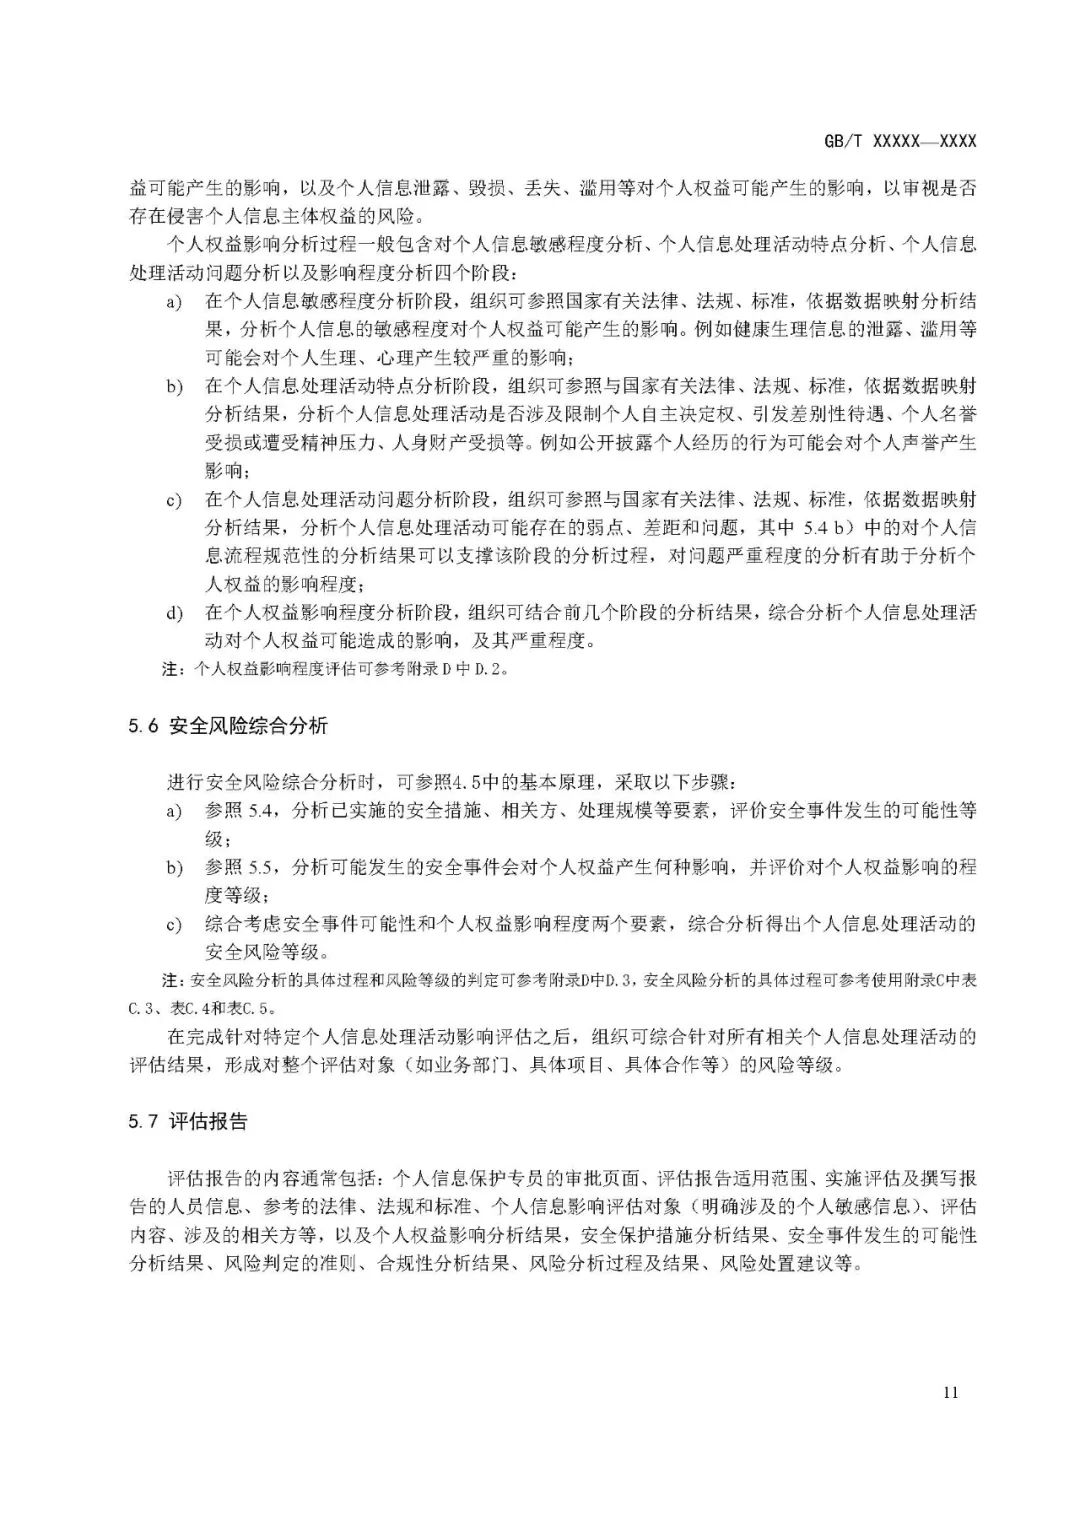 GB/T XXXXX—XXXX
益可能产生的影响，以及个人信息泄露、毁损、丢失、滥用等对个人权益可能产生的影响，以审视是否
存在侵害个人信息主体权益的风险。
个人权益影响分析过程一般包含对个人信息敏感程度分析、个人信息处理活动特点分析、个人信息
处理活动问题分析以及影响程度分析四个阶段：
a) 在个人信息敏感程度分析阶段，组织可参照国家有关法律、法规、标准，依据数据映射分析结
果，分析个人信息的敏感程度对个人权益可能产生的影响。例如健康生理信息的泄露、滥用等
可能会对个人生理、心理产生较严重的影响；
b) 在个人信息处理活动特点分析阶段，组织可参照与国家有关法律、法规、标准，依据数据映射
分析结果，分析个人信息处理活动是否涉及限制个人自主决定权、引发差别性待遇、个人名誉
受损或遭受精神压力、人身财产受损等。例如公开披露个人经历的行为可能会对个人声誉产生
影响；
c) 在个人信息处理活动问题分析阶段，组织可参照与国家有关法律、法规、标准，依据数据映射
分析结果，分析个人信息处理活动可能存在的弱点、差距和问题，其中 5.4 b）中的对个人信
息流程规范性的分析结果可以支撑该阶段的分析过程，对问题严重程度的分析有助于分析个
人权益的影响程度；
d) 在个人权益影响程度分析阶段，组织可结合前几个阶段的分析结果，综合分析个人信息处理活
动对个人权益可能造成的影响，及其严重程度。
注：个人权益影响程度评估可参考附录 D 中 D.2。
5.6 安全风险综合分析
进行安全风险综合分析时，可参照4.5中的基本原理，采取以下步骤：
a) 参照 5.4，分析已实施的安全措施、相关方、处理规模等要素，评价安全事件发生的可能性等
级；
b) 参照 5.5，分析可能发生的安全事件会对个人权益产生何种影响，并评价对个人权益影响的程
度等级；
c) 综合考虑安全事件可能性和个人权益影响程度两个要素，综合分析得出个人信息处理活动的
安全风险等级。
注：安全风险分析的具体过程和风险等级的判定可参考附录D中D.3，安全风险分析的具体过程可参考使用附录C中表
C.3、表C.4和表C.5。
在完成针对特定个人信息处理活动影响评估之后，组织可综合针对所有相关个人信息处理活动的
评估结果，形成对整个评估对象（如业务部门、具体项目、具体合作等）的风险等级。
5.7 评估报告
评估报告的内容通常包括：个人信息保护专员的审批页面、评估报告适用范围、实施评估及撰写报
告的人员信息、参考的法律、法规和标准、个人信息影响评估对象（明确涉及的个人敏感信息）、评估
内容、涉及的相关方等，以及个人权益影响分析结果，安全保护措施分析结果、安全事件发生的可能性
分析结果、风险判定的准则、合规性分析结果、风险分析过程及结果、风险处置建议等。
11